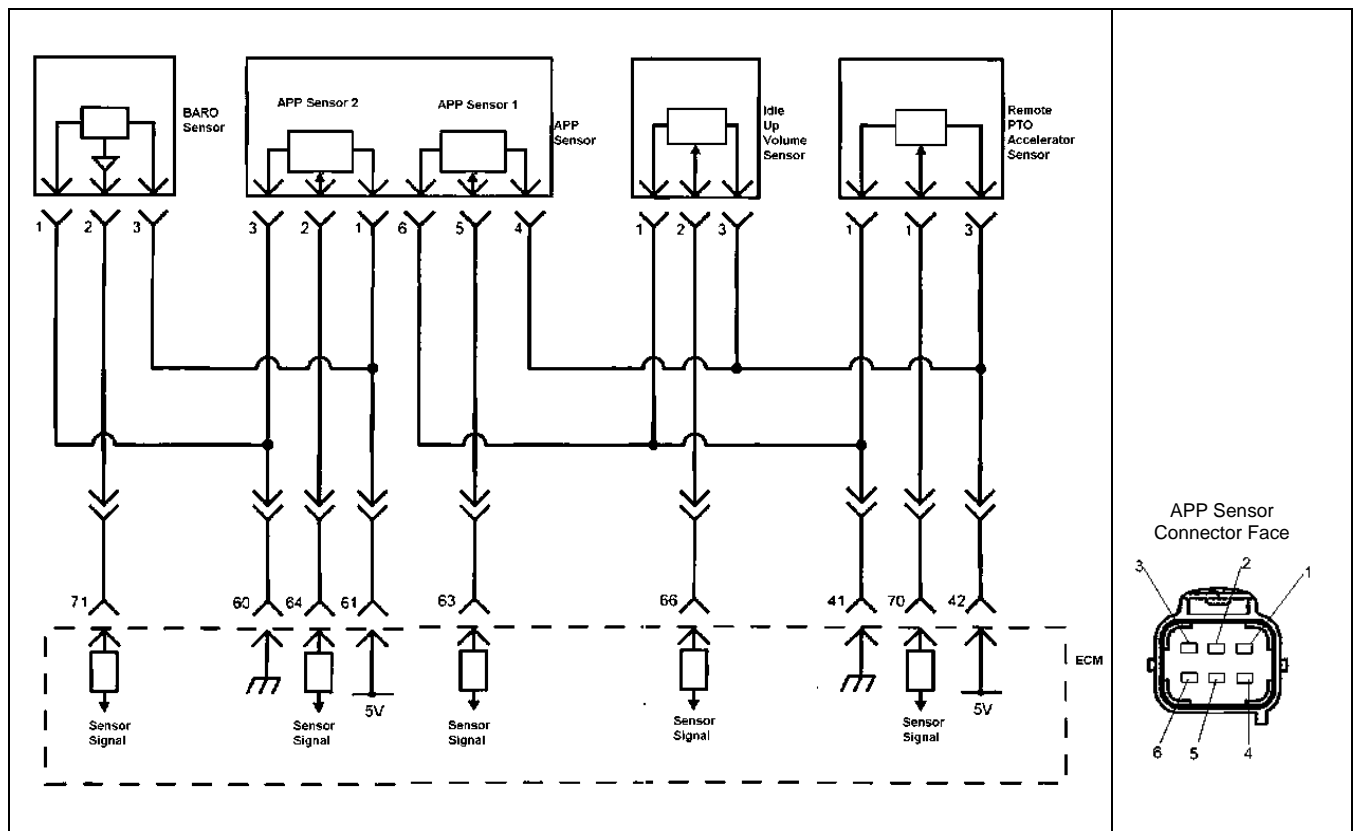 BARO
Sensor
APP Sensor 2
APP Sensor 1
APP
Sensor
Idle
Up
Volume
Sensor
Remote
PTO
Accelerator
Sensor
1 2 3 3 2 1 6 5 4 1 2 3 1 1 3
71 60 64 61 63 66 41 70 42
ECM
Sensor
Signal
Sensor
Signal
5V
Sensor
Signal
Sensor
Signal
Sensor
Signal
5V
APP Sensor
Connector Face
3 2 1
6 5 4